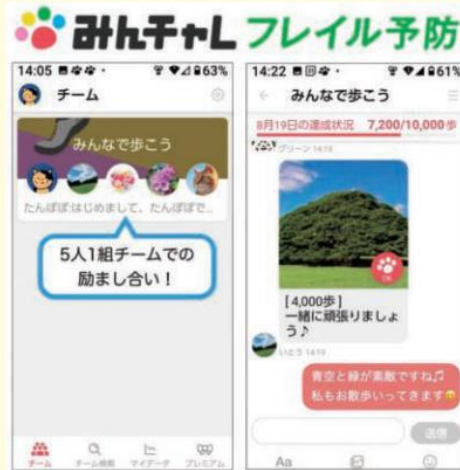 みんチャレ フレイル予防
14:05
63%
チーム
みんなで歩こう
たんぽぽ:はじめまして、たんぽぽで...
5人1組チームでの
励まし合い！
チーム
チーム検索
マイデータ
プレミアム
14:22
61%
みんなで歩こう
8月19日の達成状況 7,200/10,000歩
グリーン 14:19
OK
[4,000歩]
一緒に頑張りましょ
う♪
いとう 14:19
青空と緑が素敵ですね♫
私もお散歩いってきます😊
送信
Aa